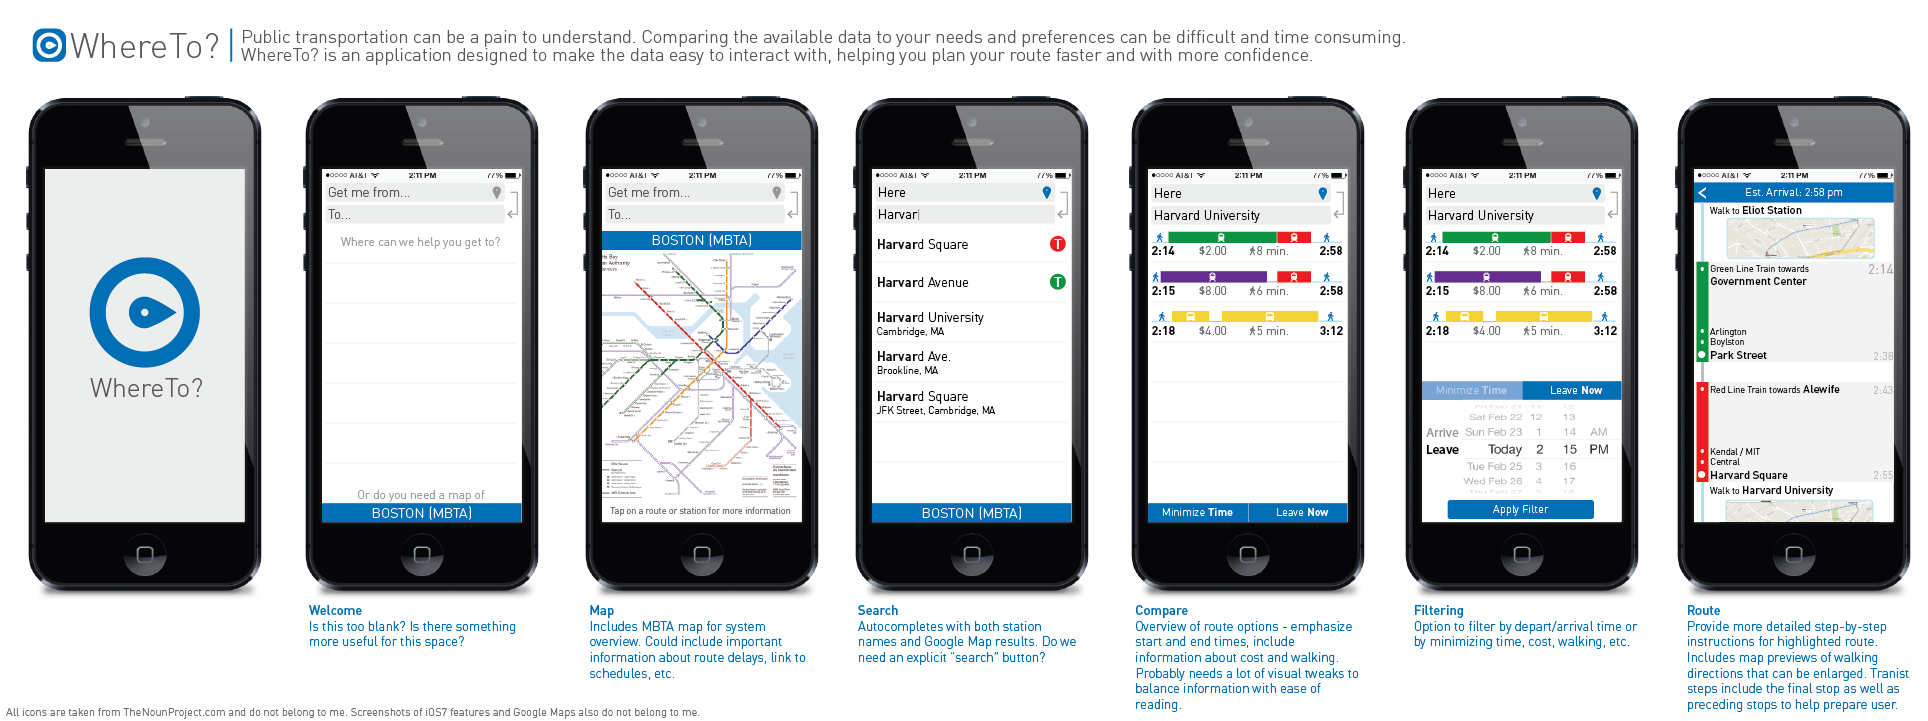 WhereTo?
Public transportation can be a pain to understand. Comparing the available data to your needs and preferences can be difficult and time consuming.
WhereTo? is an application designed to make the data easy to interact with, helping you plan your route faster and with more confidence.
WhereTo?
AT&T 2:11 PM 77%
Get me from...
To...
Where can we help you get to?
Or do you need a map of
BOSTON (MBTA)
Welcome
Is this too blank? Is there something
more useful for this space?
AT&T 2:11 PM 77%
Get me from...
To...
BOSTON (MBTA)
Tap on a route or station for more information
Map
Includes MBTA map for system
overview. Could include important
information about route delays, link to
schedules, etc.
AT&T 2:11 PM 77%
Here
Harvar
Harvard Square T
Harvard Avenue T
Harvard University
Cambridge, MA
Harvard Ave.
Brookline, MA
Harvard Square
JFK Street, Cambridge, MA
BOSTON (MBTA)
Search
Autocompletes with both station
names and Google Map results. Do we
need an explicit "search" button?
AT&T 2:11 PM 77%
Here
Harvard University
2:14 $2.00 8 min. 2:58
2:15 $8.00 6 min. 2:58
2:18 $4.00 5 min. 3:12
Minimize Time Leave Now
Compare
Overview of route options - emphasize
start and end times, include
information about cost and walking.
Probably needs a lot of visual tweaks to
balance information with ease of
reading.
AT&T 2:11 PM 77%
Here
Harvard University
2:14 $2.00 8 min. 2:58
2:15 $8.00 6 min. 2:58
2:18 $4.00 5 min. 3:12
Minimize Time Leave Now
Fri Feb 21 11 12
Sat Feb 22 12 13
Arrive Sun Feb 23 1 14 AM
Leave Today 2 15 PM
Tue Feb 25 3 16
Wed Feb 26 4 17
Thu Feb 27 5 18
Apply Filter
Filtering
Option to filter by depart/arrival time or
by minimizing time, cost, walking, etc.
AT&T 2:11 PM 77%
Est. Arrival: 2:58 pm
Walk to Eliot Station
Green Line Train towards 2:14
Government Center
Arlington
Boylston
Park Street 2:38
Red Line Train towards Alewife 2:43
Kendal / MIT
Central
Harvard Square 2:55
Walk to Harvard University
Route
Provide more detailed step-by-step
instructions for highlighted route.
Includes map previews of walking
directions that can be enlarged. Tranist
steps include the final stop as well as
preceding stops to help prepare user.
All icons are taken from TheNounProject.com and do not belong to me. Screenshots of iOS7 features and Google Maps also do not belong to me.